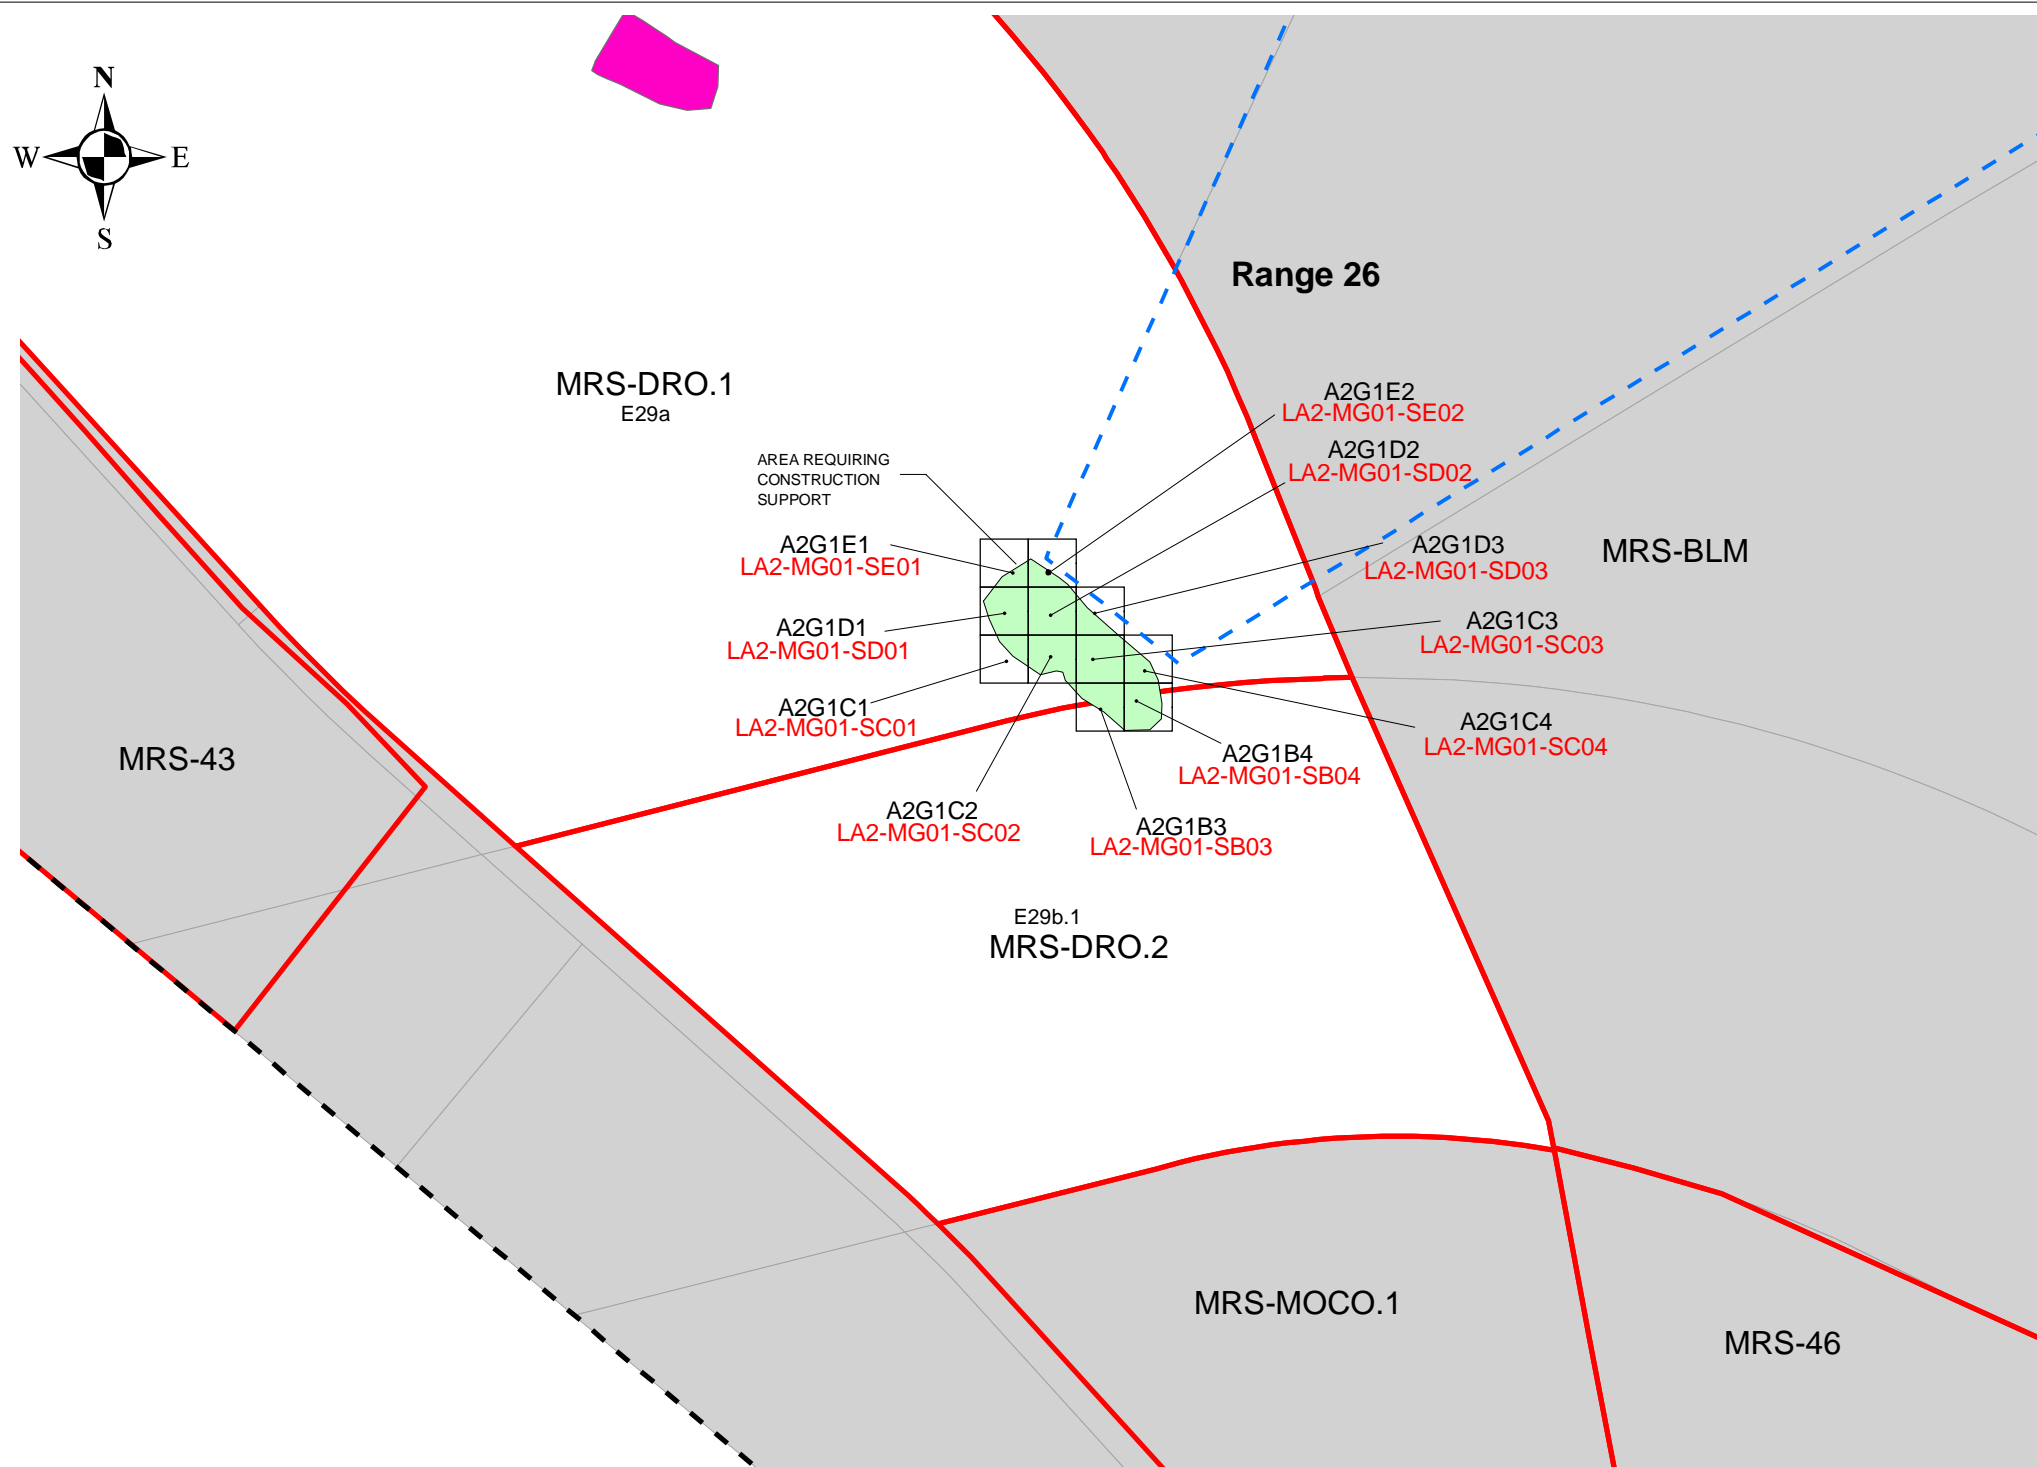 N
W E
S
Range 26
MRS-DRO.1
E29a
A2G1E2
LA2-MG01-SE02
A2G1D2
LA2-MG01-SD02
AREA REQUIRING
CONSTRUCTION
SUPPORT
A2G1E1
LA2-MG01-SE01
A2G1D3
LA2-MG01-SD03
MRS-BLM
A2G1D1
LA2-MG01-SD01
A2G1C3
LA2-MG01-SC03
A2G1C1
LA2-MG01-SC01
A2G1C4
LA2-MG01-SC04
MRS-43
A2G1B4
LA2-MG01-SB04
A2G1C2
LA2-MG01-SC02
A2G1B3
LA2-MG01-SB03
E29b.1
MRS-DRO.2
MRS-MOCO.1
MRS-46